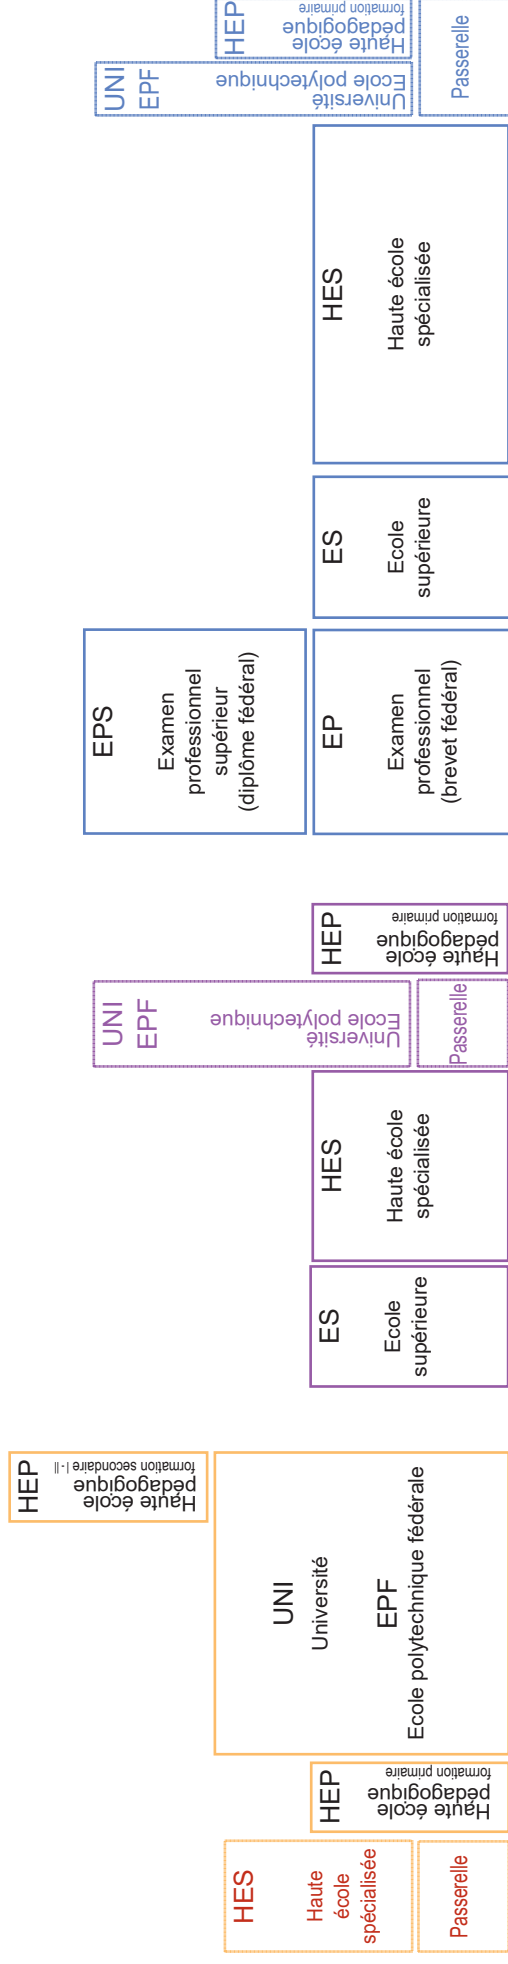 HES
Haute
école
spécialisée
Passerelle
HEP
Haute école
pédagogique
formation primaire
UNI
Université
EPF
Ecole polytechnique fédérale
HEP
Haute école
pédagogique
formation secondaire I - II
ES
Ecole
supérieure
HES
Haute école
spécialisée
UNI
EPF
Université
Ecole polytechnique
Passerelle
HEP
Haute école
pédagogique
formation primaire
EPS
Examen
professionnel
supérieur
(diplôme fédéral)
EP
Examen
professionnel
(brevet fédéral)
ES
Ecole
supérieure
HES
Haute école
spécialisée
UNI
EPF
Université
Ecole polytechnique
HEP
Haute école
pédagogique
formation primaire
Passerelle